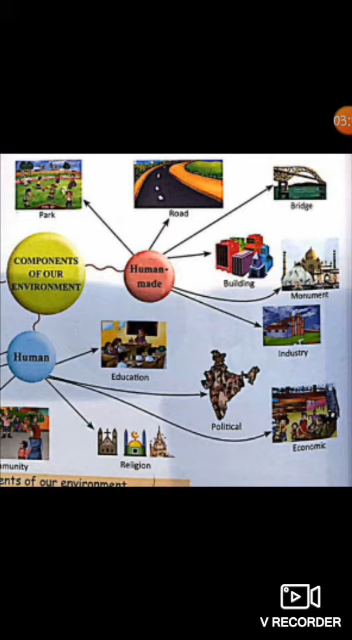 03:
Park
Road
Bridge
COMPONENTS
OF OUR
ENVIRONMENT
Human-
made
Building
Monument
Industry
Human
Education
Political
Economic
munity
Religion
ents of our environment
V RECORDER